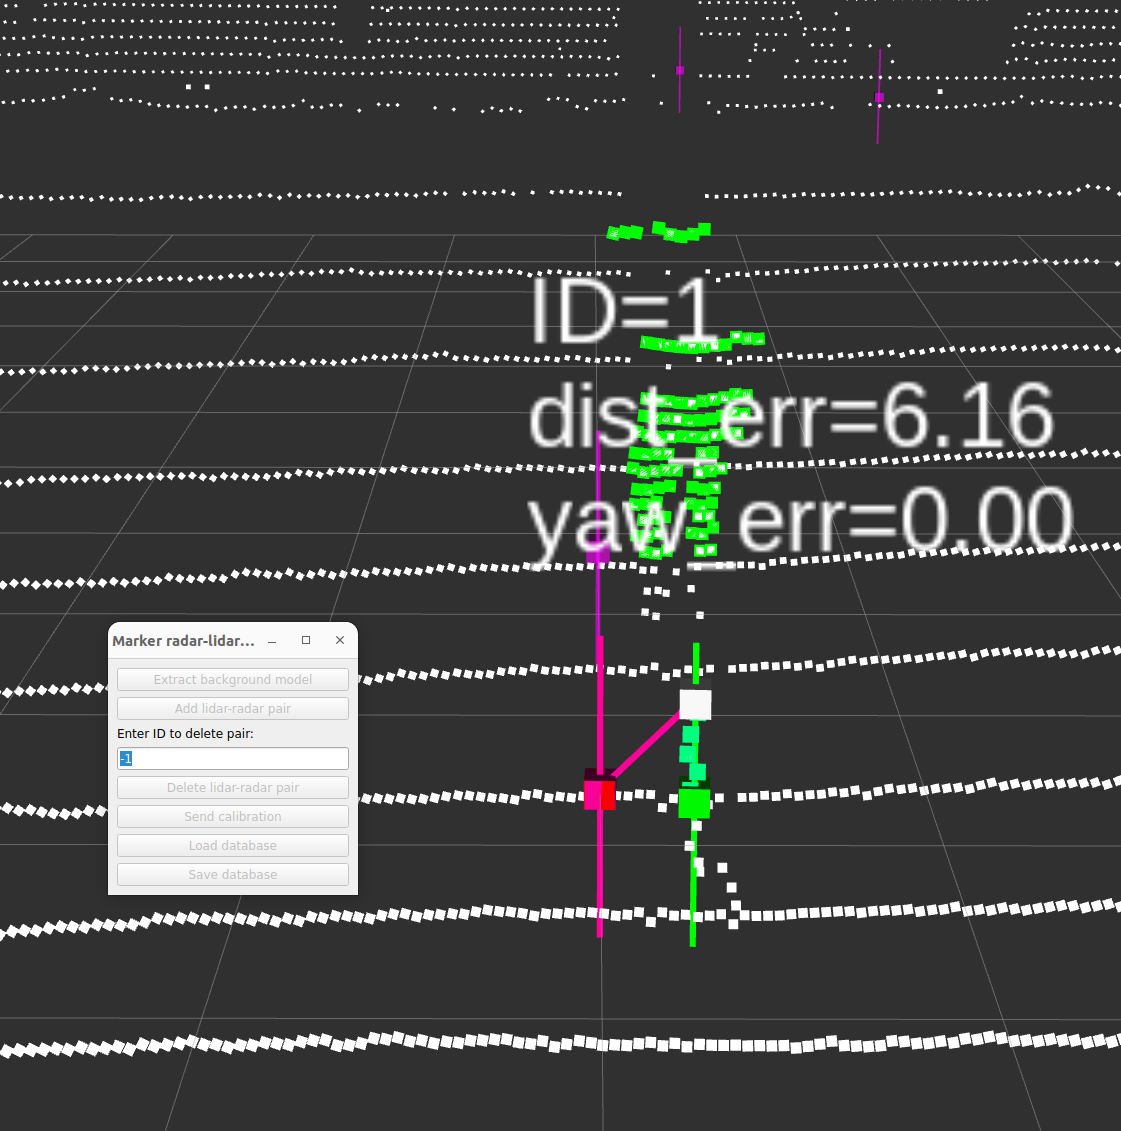 ID=1
dist_err=6.16
yaw_err=0.00
Marker radar-lidar...
Extract background model
Add lidar-radar pair
Enter ID to delete pair:
-1
Delete lidar-radar pair
Send calibration
Load database
Save database